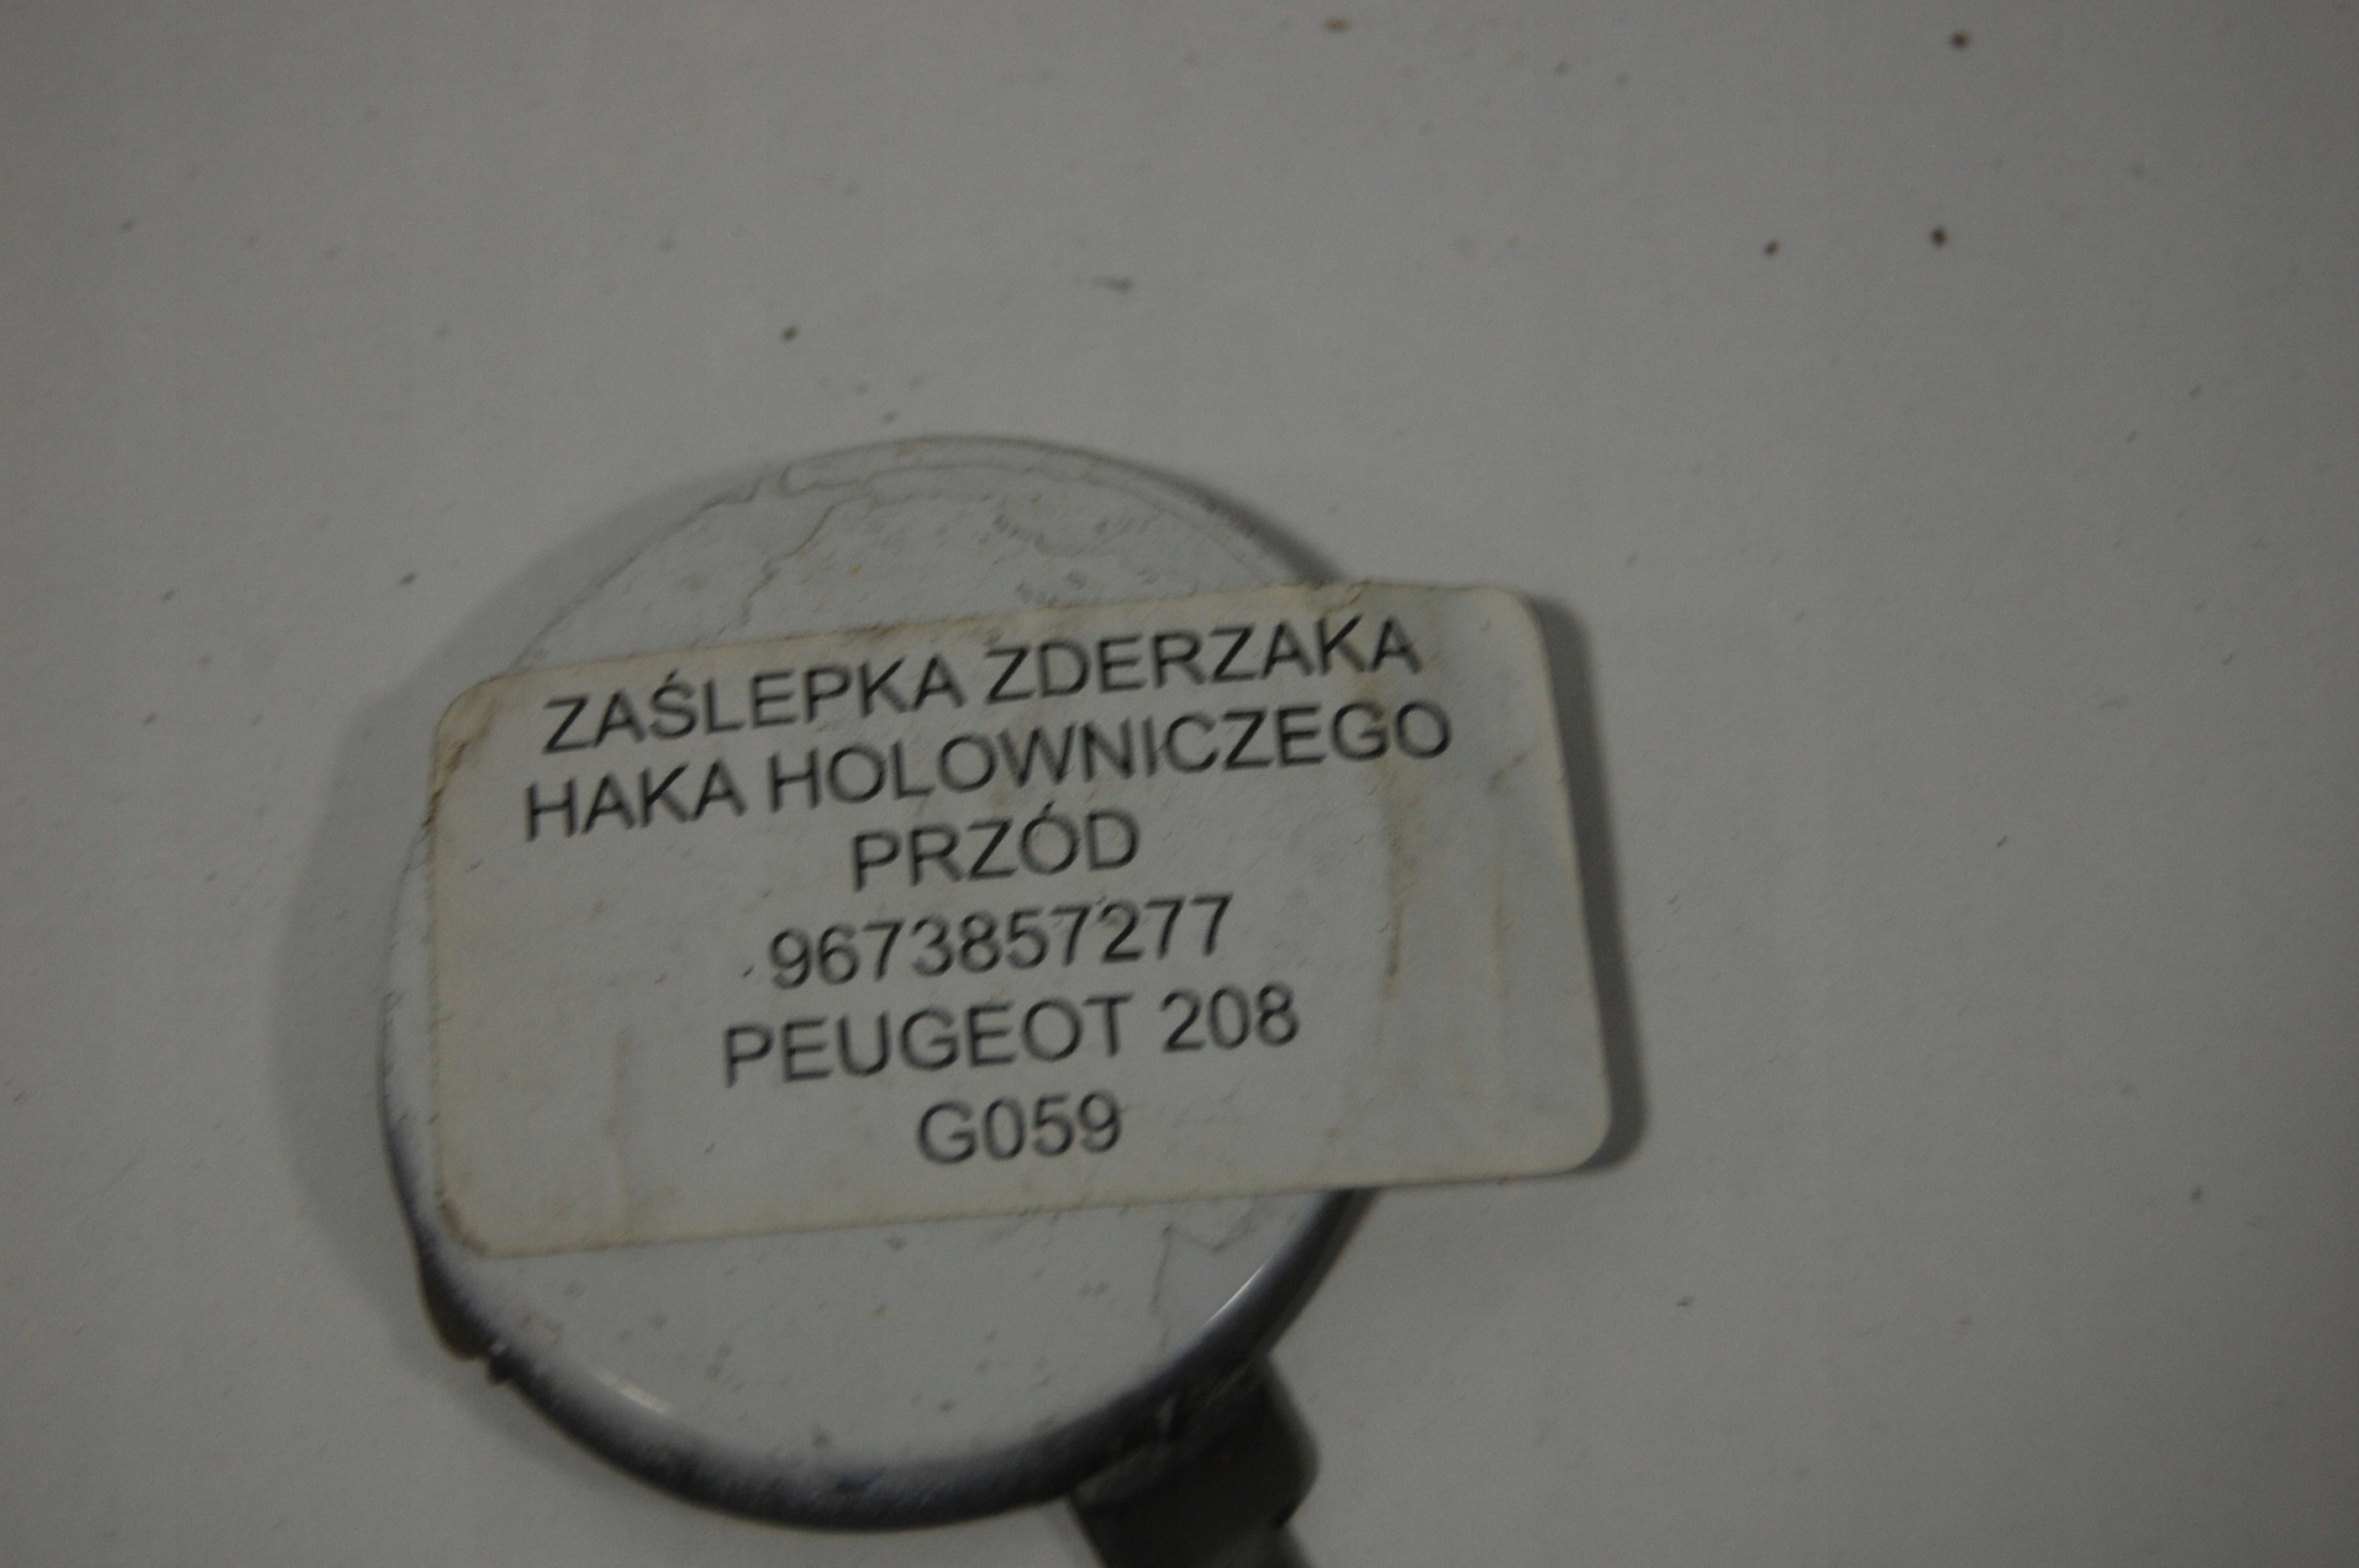 ZAŚLEPKA ZDERZAKA
HAKA HOLOWNICZEGO
PRZÓD
9673857277
PEUGEOT 208
G059